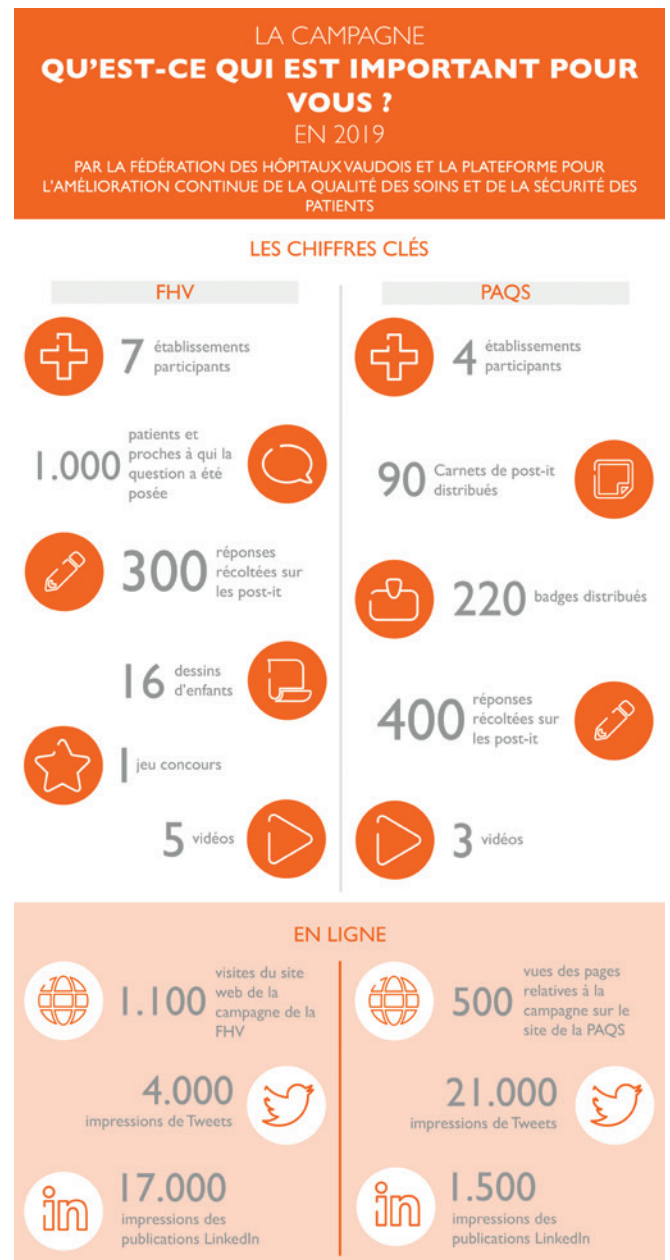 LA CAMPAGNE
QU'EST-CE QUI EST IMPORTANT POUR
VOUS ?
EN 2019
PAR LA FÉDÉRATION DES HÔPITAUX VAUDOIS ET LA PLATEFORME POUR
L'AMÉLIORATION CONTINUE DE LA QUALITÉ DES SOINS ET DE LA SÉCURITÉ DES
PATIENTS
LES CHIFFRES CLÉS
FHV
7
établissements
participants
1.000
patients et
proches à qui la
question a été
posée
300
réponses
récoltées sur
les post-it
16
dessins
d'enfants
1
jeu concours
5
vidéos
PAQS
4
établissements
participants
90
Carnets de post-it
distribués
220
badges distribués
400
réponses
récoltées sur
les post-it
3
vidéos
EN LIGNE
1.100
visites du site
web de la
campagne de la
FHV
4.000
impressions de Tweets
in
17.000
impressions des
publications LinkedIn
500
vues des pages
relatives à la
campagne sur le
site de la PAQS
21.000
impressions de Tweets
in
1.500
impressions des
publications LinkedIn